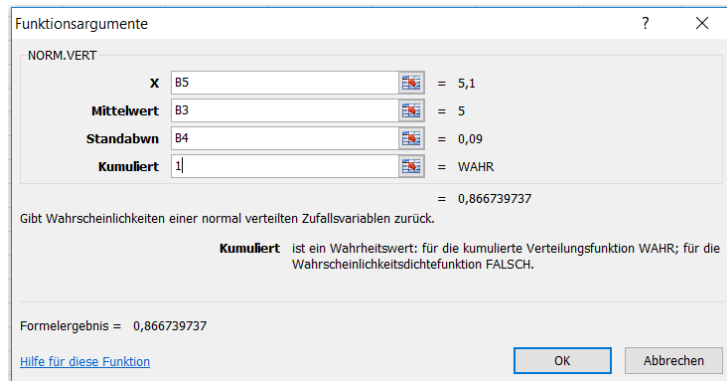 Funktionsargumente ? X
NORM.VERT
X B5 = 5,1
Mittelwert B3 = 5
Standabwn B4 = 0,09
Kumuliert 1 = WAHR
= 0,866739737
Gibt Wahrscheinlichkeiten einer normal verteilten Zufallsvariablen zurück.
Kumuliert ist ein Wahrheitswert: für die kumulierte Verteilungsfunktion WAHR; für die
Wahrscheinlichkeitsdichtefunktion FALSCH.
Formelergebnis = 0,866739737
Hilfe für diese Funktion OK Abbrechen